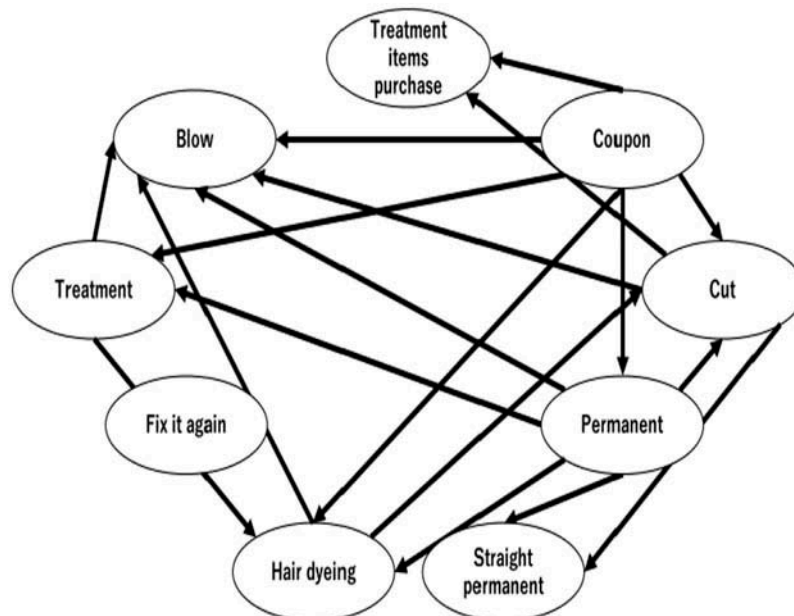 Treatment
items
purchase
Blow
Coupon
Treatment
Cut
Fix it again
Permanent
Hair dyeing
Straight
permanent